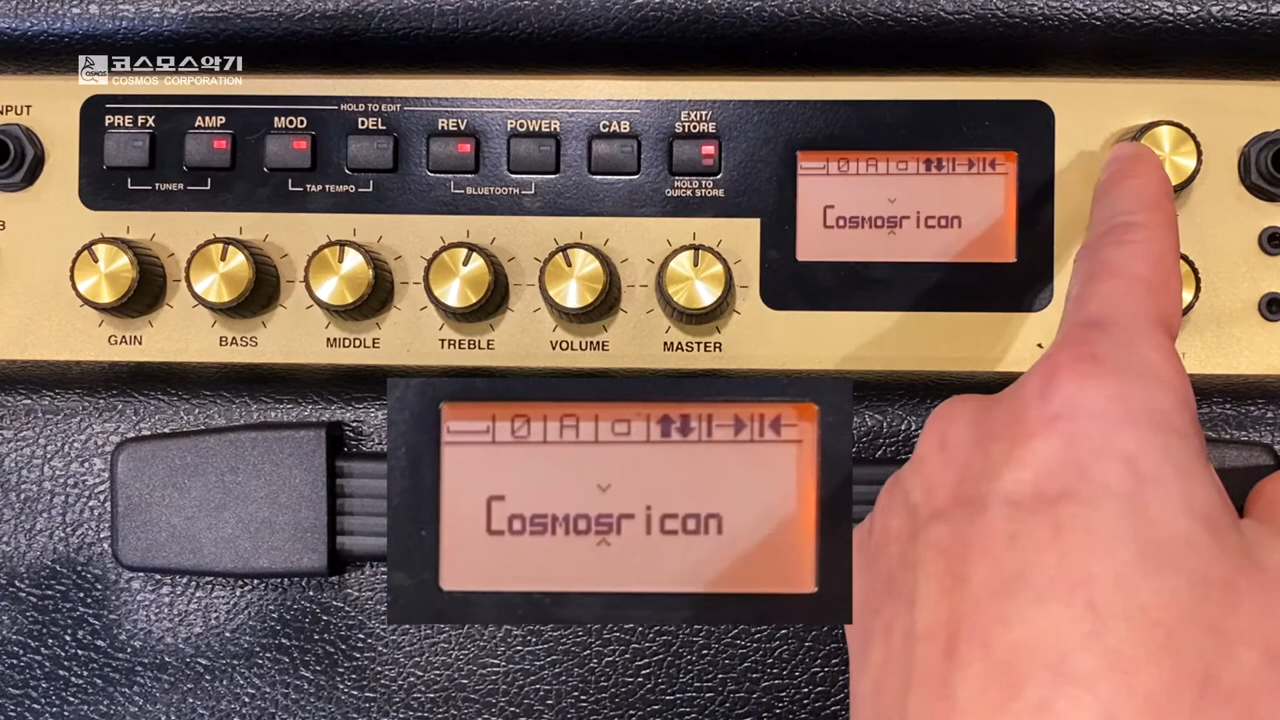 코스모스악기
COSMOS CORPORATION
NPUT
HOLD TO EDIT
PRE FX AMP MOD DEL REV POWER CAB EXIT/
STORE
TUNER TAP TEMPO BLUETOOTH HOLD TO
QUICK STORE
0 A a
Cosmosrican
GAIN BASS MIDDLE TREBLE VOLUME MASTER
0 A a
Cosmosrican